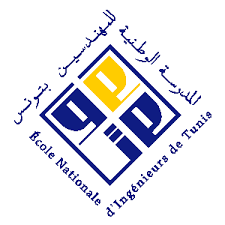 المدرسة الوطنية للمهندسين بتونس
École Nationale
d'Ingénieurs de Tunis